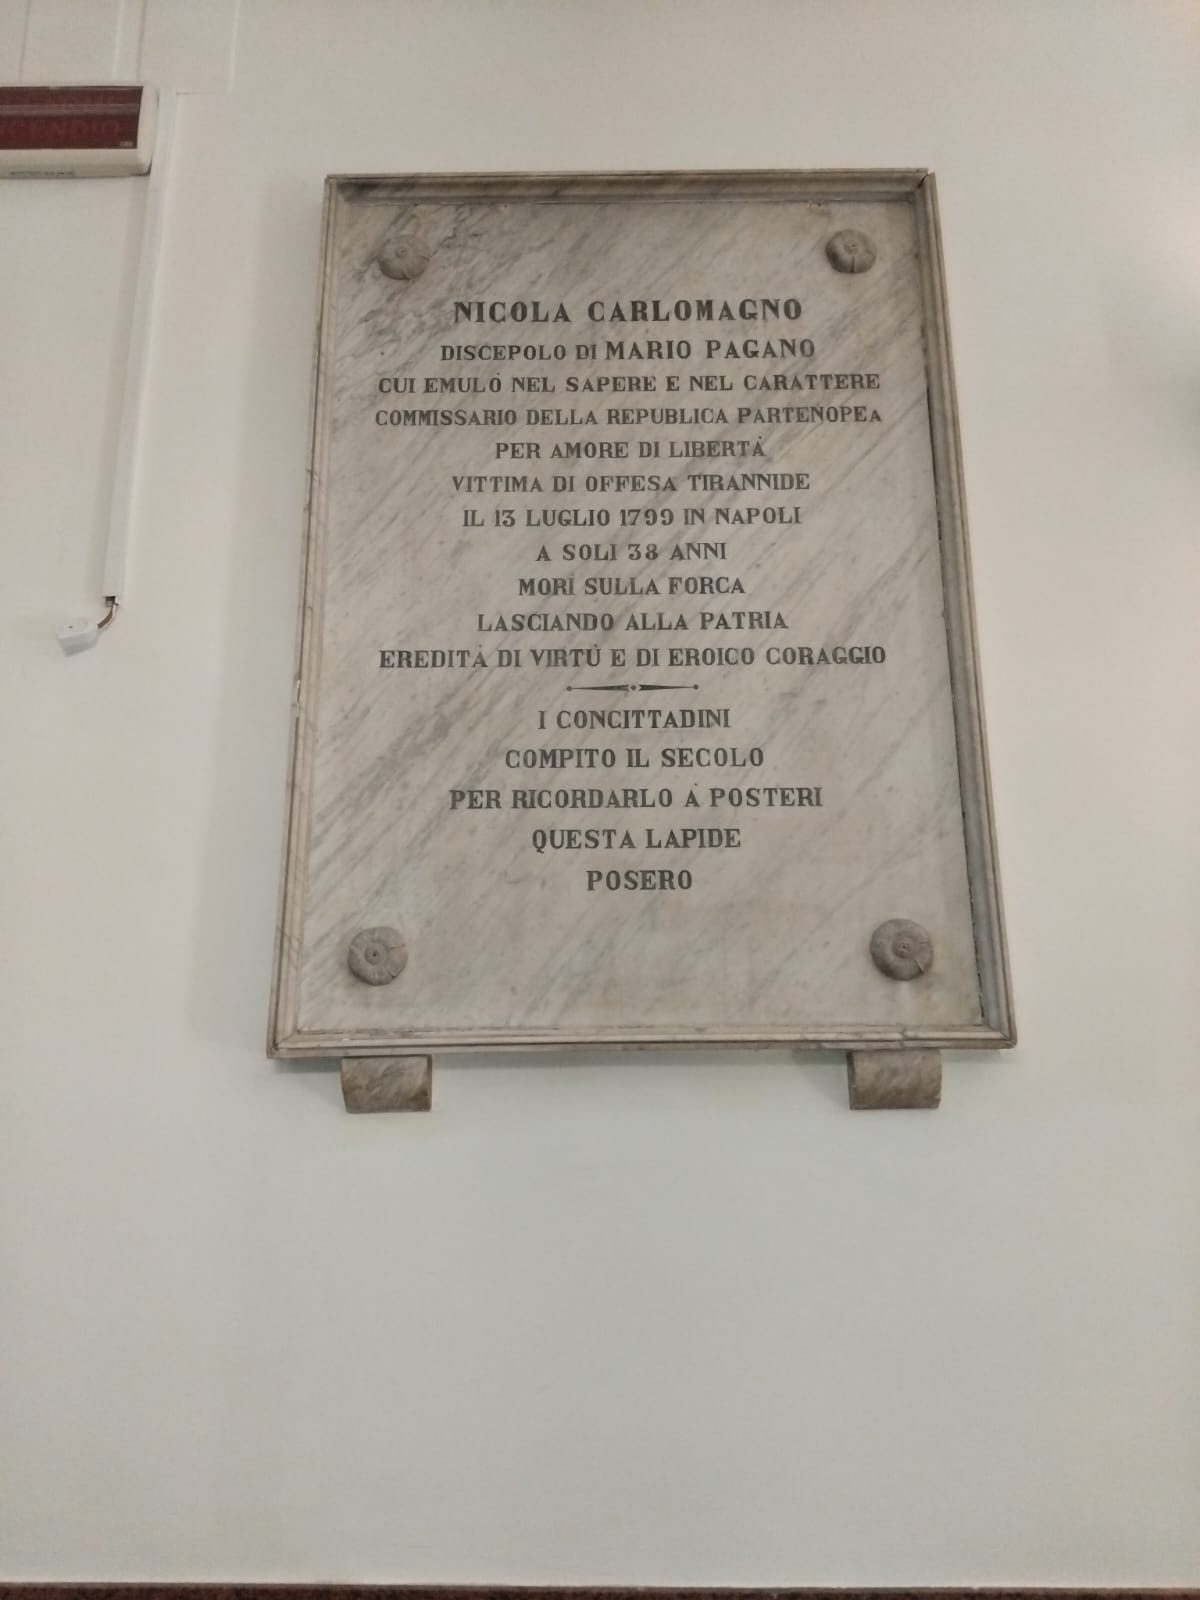 INCENDIO
NICOLA CARLOMAGNO
DISCEPOLO DI MARIO PAGANO
CUI EMULÒ NEL SAPERE E NEL CARATTERE
COMMISSARIO DELLA REPUBLICA PARTENOPEA
PER AMORE DI LIBERTÀ
VITTIMA DI OFFESA TIRANNIDE
IL 13 LUGLIO 1799 IN NAPOLI
A SOLI 38 ANNI
MORÌ SULLA FORCA
LASCIANDO ALLA PATRIA
EREDITÀ DI VIRTÙ E DI EROICO CORAGGIO
I CONCITTADINI
COMPITO IL SECOLO
PER RICORDARLO A' POSTERI
QUESTA LAPIDE
POSERO